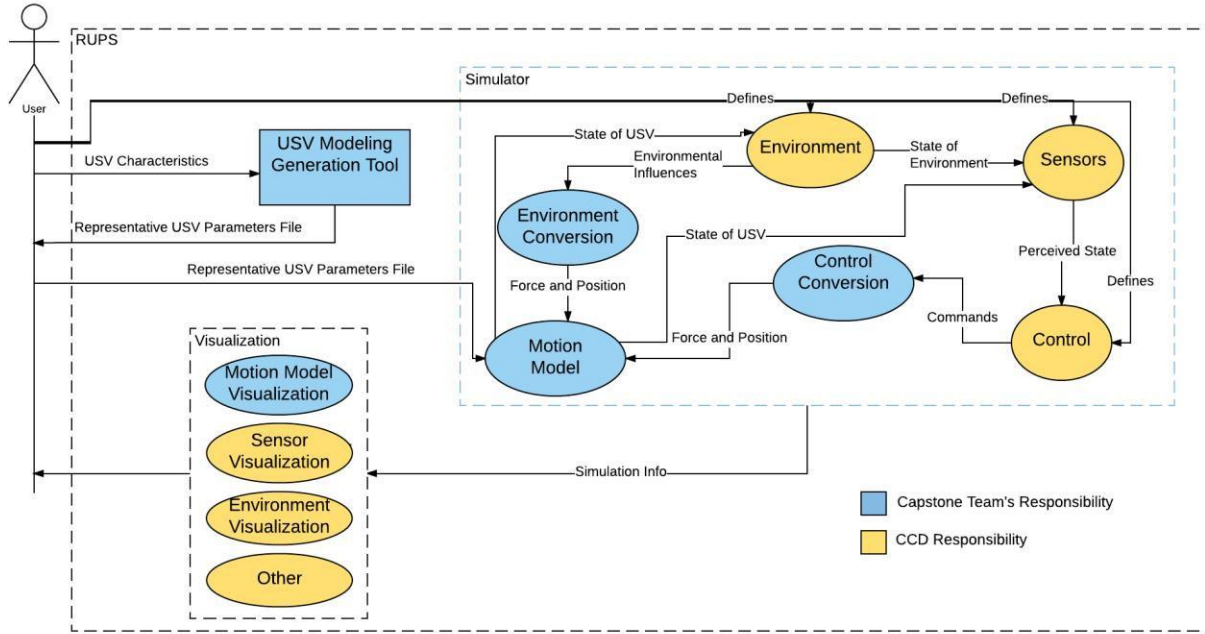 RUPS
User
Simulator
Defines
Defines
USV Modeling
Generation Tool
State of USV
Environment
State of
Environment
Sensors
USV Characteristics
Environmental
Influences
Environment
Conversion
Representative USV Parameters File
State of USV
Perceived State
Control
Conversion
Representative USV Parameters File
Force and Position
Defines
Commands
Visualization
Motion
Model
Force and Position
Control
Motion Model
Visualization
Sensor
Visualization
Simulation Info
Environment
Visualization
Capstone Team's Responsibility
CCD Responsibility
Other